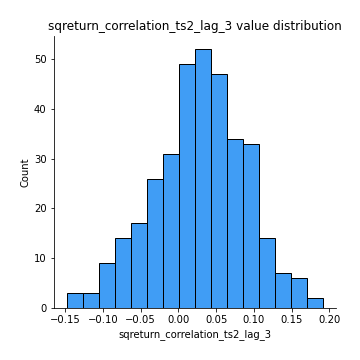 sqreturn_correlation_ts2_lag_3 value distribution
50
40
30
20
10
0
Count
−0.15 −0.10 −0.05 0.00 0.05 0.10 0.15 0.20
sqreturn_correlation_ts2_lag_3